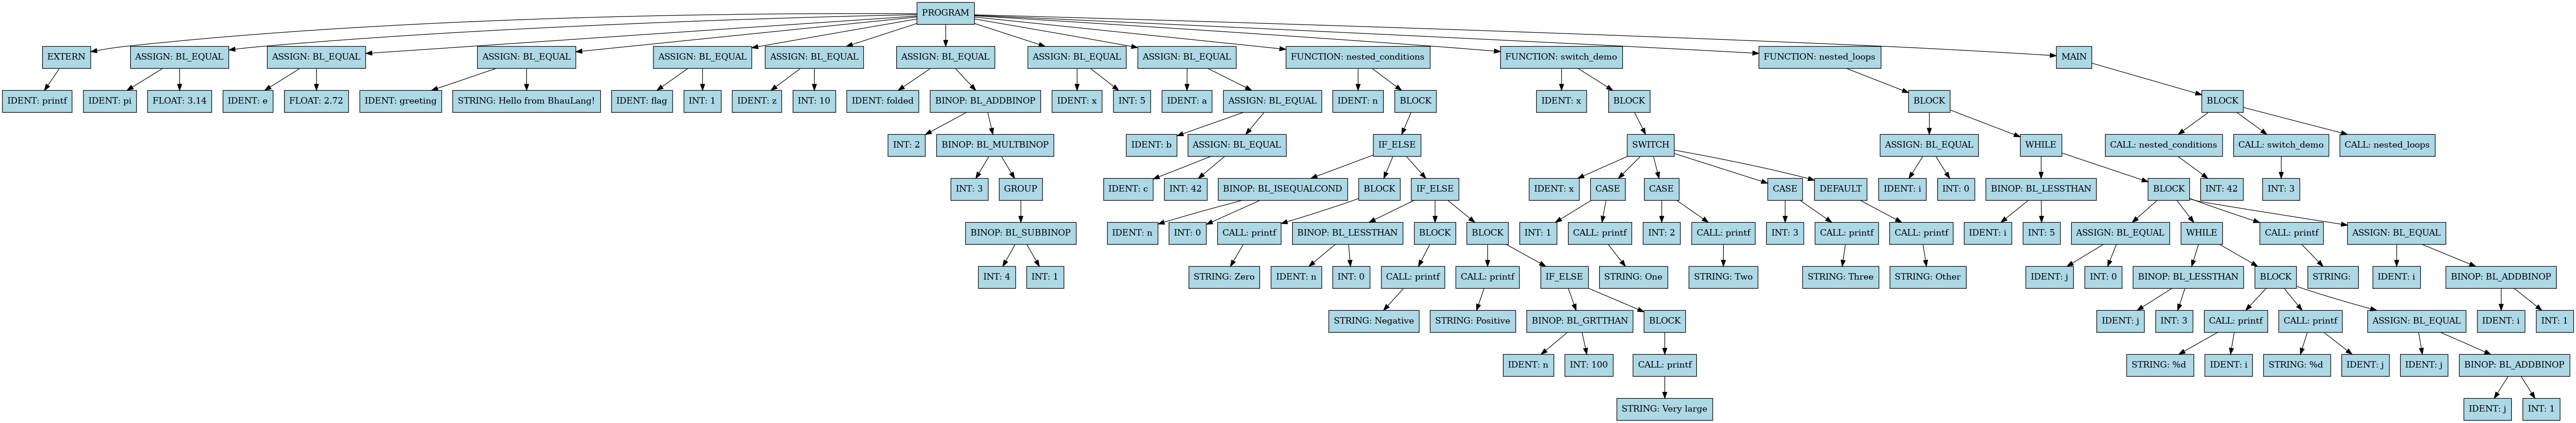 PROGRAM
EXTERN
ASSIGN: BL_EQUAL
ASSIGN: BL_EQUAL
ASSIGN: BL_EQUAL
ASSIGN: BL_EQUAL
ASSIGN: BL_EQUAL
ASSIGN: BL_EQUAL
ASSIGN: BL_EQUAL
ASSIGN: BL_EQUAL
FUNCTION: nested_conditions
FUNCTION: switch_demo
FUNCTION: nested_loops
MAIN
IDENT: printf
IDENT: pi
FLOAT: 3.14
IDENT: e
FLOAT: 2.72
IDENT: greeting
STRING: Hello from BhauLang!
IDENT: flag
INT: 1
IDENT: z
INT: 10
IDENT: folded
BINOP: BL_ADDBINOP
IDENT: x
INT: 5
IDENT: a
ASSIGN: BL_EQUAL
IDENT: n
BLOCK
IDENT: x
BLOCK
BLOCK
BLOCK
INT: 2
BINOP: BL_MULTBINOP
IDENT: b
ASSIGN: BL_EQUAL
IF_ELSE
SWITCH
ASSIGN: BL_EQUAL
WHILE
CALL: nested_conditions
CALL: switch_demo
CALL: nested_loops
INT: 3
GROUP
IDENT: c
INT: 42
BINOP: BL_ISEQUALCOND
BLOCK
IF_ELSE
IDENT: x
CASE
CASE
CASE
DEFAULT
IDENT: i
INT: 0
BINOP: BL_LESSTHAN
BLOCK
INT: 42
INT: 3
BINOP: BL_SUBBINOP
IDENT: n
INT: 0
CALL: printf
BINOP: BL_LESSTHAN
BLOCK
BLOCK
INT: 1
CALL: printf
INT: 2
CALL: printf
INT: 3
CALL: printf
CALL: printf
IDENT: i
INT: 5
ASSIGN: BL_EQUAL
WHILE
CALL: printf
ASSIGN: BL_EQUAL
INT: 4
INT: 1
STRING: Zero
IDENT: n
INT: 0
CALL: printf
CALL: printf
IF_ELSE
STRING: One
STRING: Two
STRING: Three
STRING: Other
IDENT: j
INT: 0
BINOP: BL_LESSTHAN
BLOCK
STRING:
IDENT: i
BINOP: BL_ADDBINOP
STRING: Negative
STRING: Positive
BINOP: BL_GRTTHAN
BLOCK
IDENT: j
INT: 3
CALL: printf
CALL: printf
ASSIGN: BL_EQUAL
IDENT: i
INT: 1
IDENT: n
INT: 100
CALL: printf
STRING: %d
IDENT: i
STRING: %d
IDENT: j
IDENT: j
BINOP: BL_ADDBINOP
STRING: Very large
IDENT: j
INT: 1